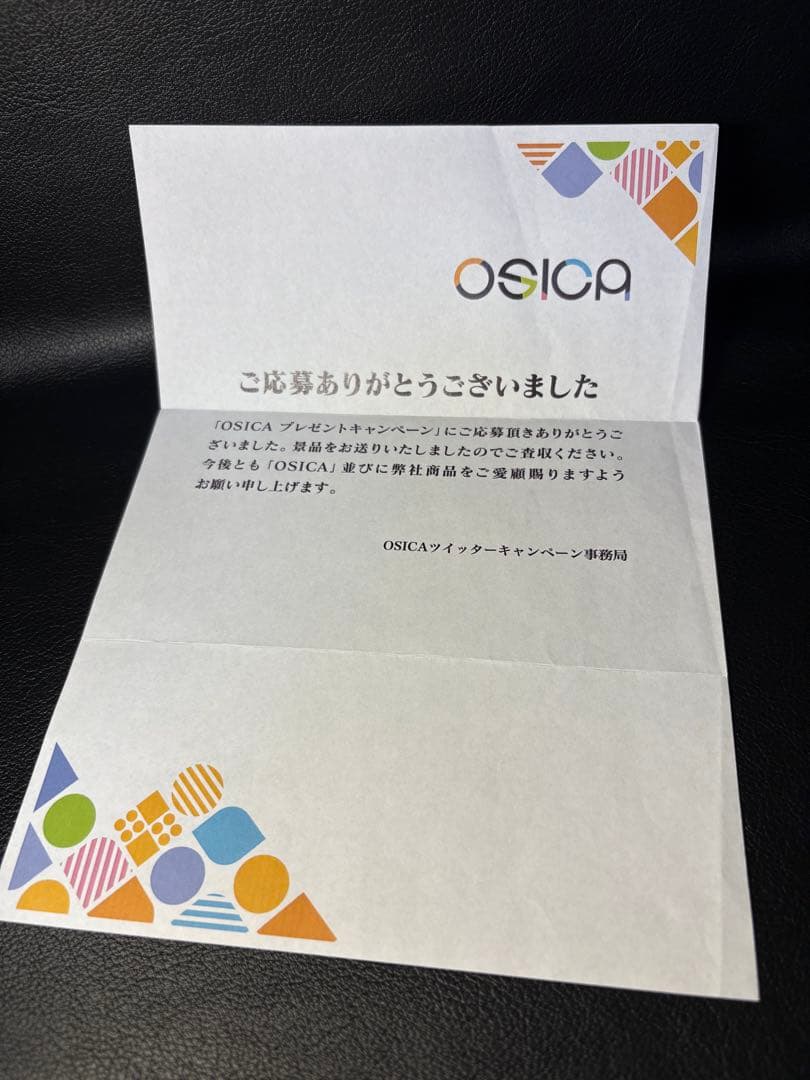 OSICA
ご応募ありがとうございました
「OSICA プレゼントキャンペーン」にご応募頂きありがとうご
ざいました。景品をお送りいたしましたのでご査収ください。
今後とも「OSICA」並びに弊社商品をご愛顧賜りますよう
お願い申し上げます。
OSICAツイッターキャンペーン事務局